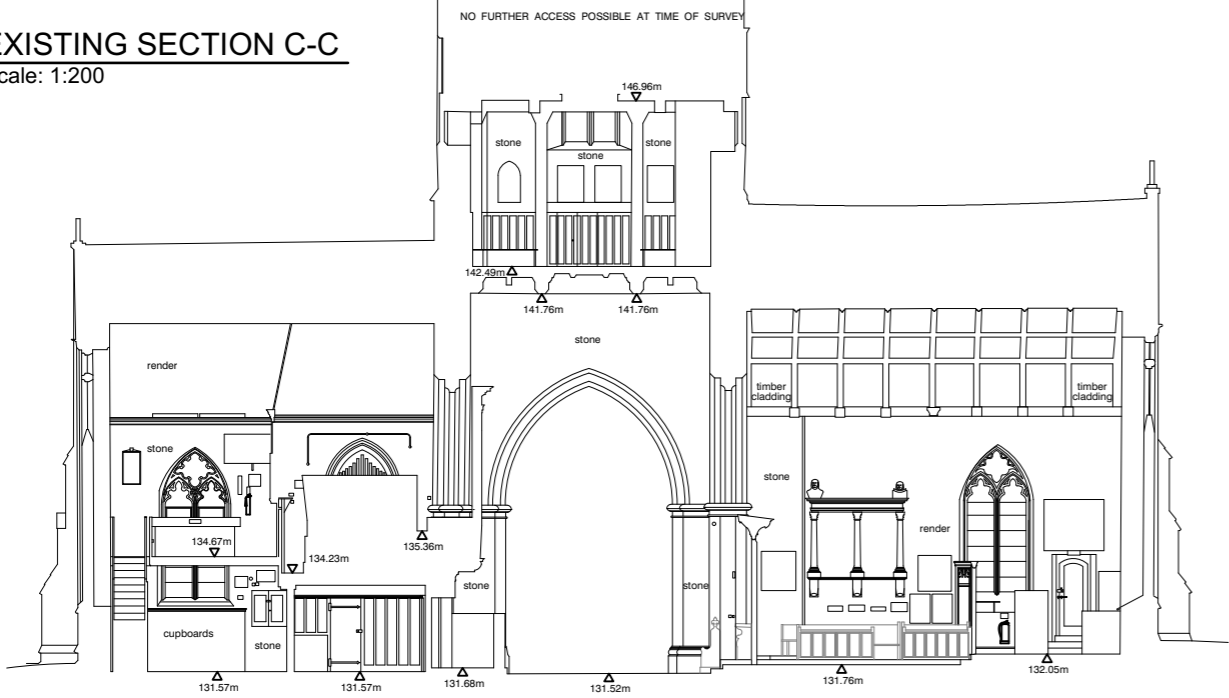 NO FURTHER ACCESS POSSIBLE AT TIME OF SURVEY
EXISTING SECTION C-C
cale: 1:200
146.96m
stone
stone
stone
142.49m
141.76m
141.76m
stone
render
timber
cladding
timber
cladding
stone
stone
render
134.67m
134.23m
135.36m
stone
stone
cupboards
stone
131.57m
131.57m
131.68m
131.52m
131.76m
132.05m